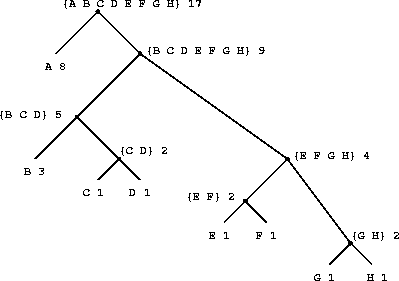 {A B C D E F G H} 17
{B C D E F G H} 9
A 8
{B C D} 5
{C D} 2
{E F G H} 4
B 3
C 1
D 1
{E F} 2
E 1
F 1
{G H} 2
G 1
H 1